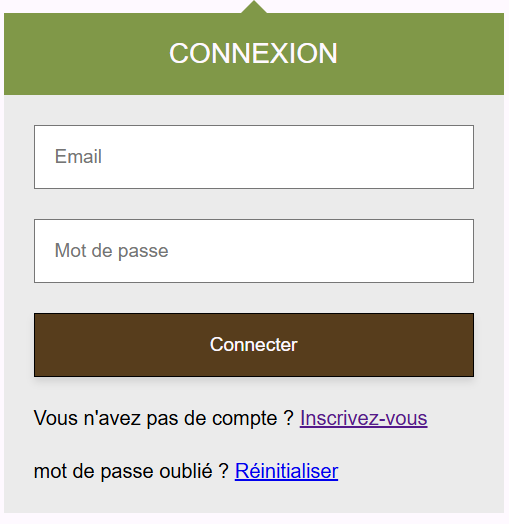 CONNEXION
Email
Mot de passe
Connecter
Vous n'avez pas de compte ? Inscrivez-vous
mot de passe oublié ? Réinitialiser